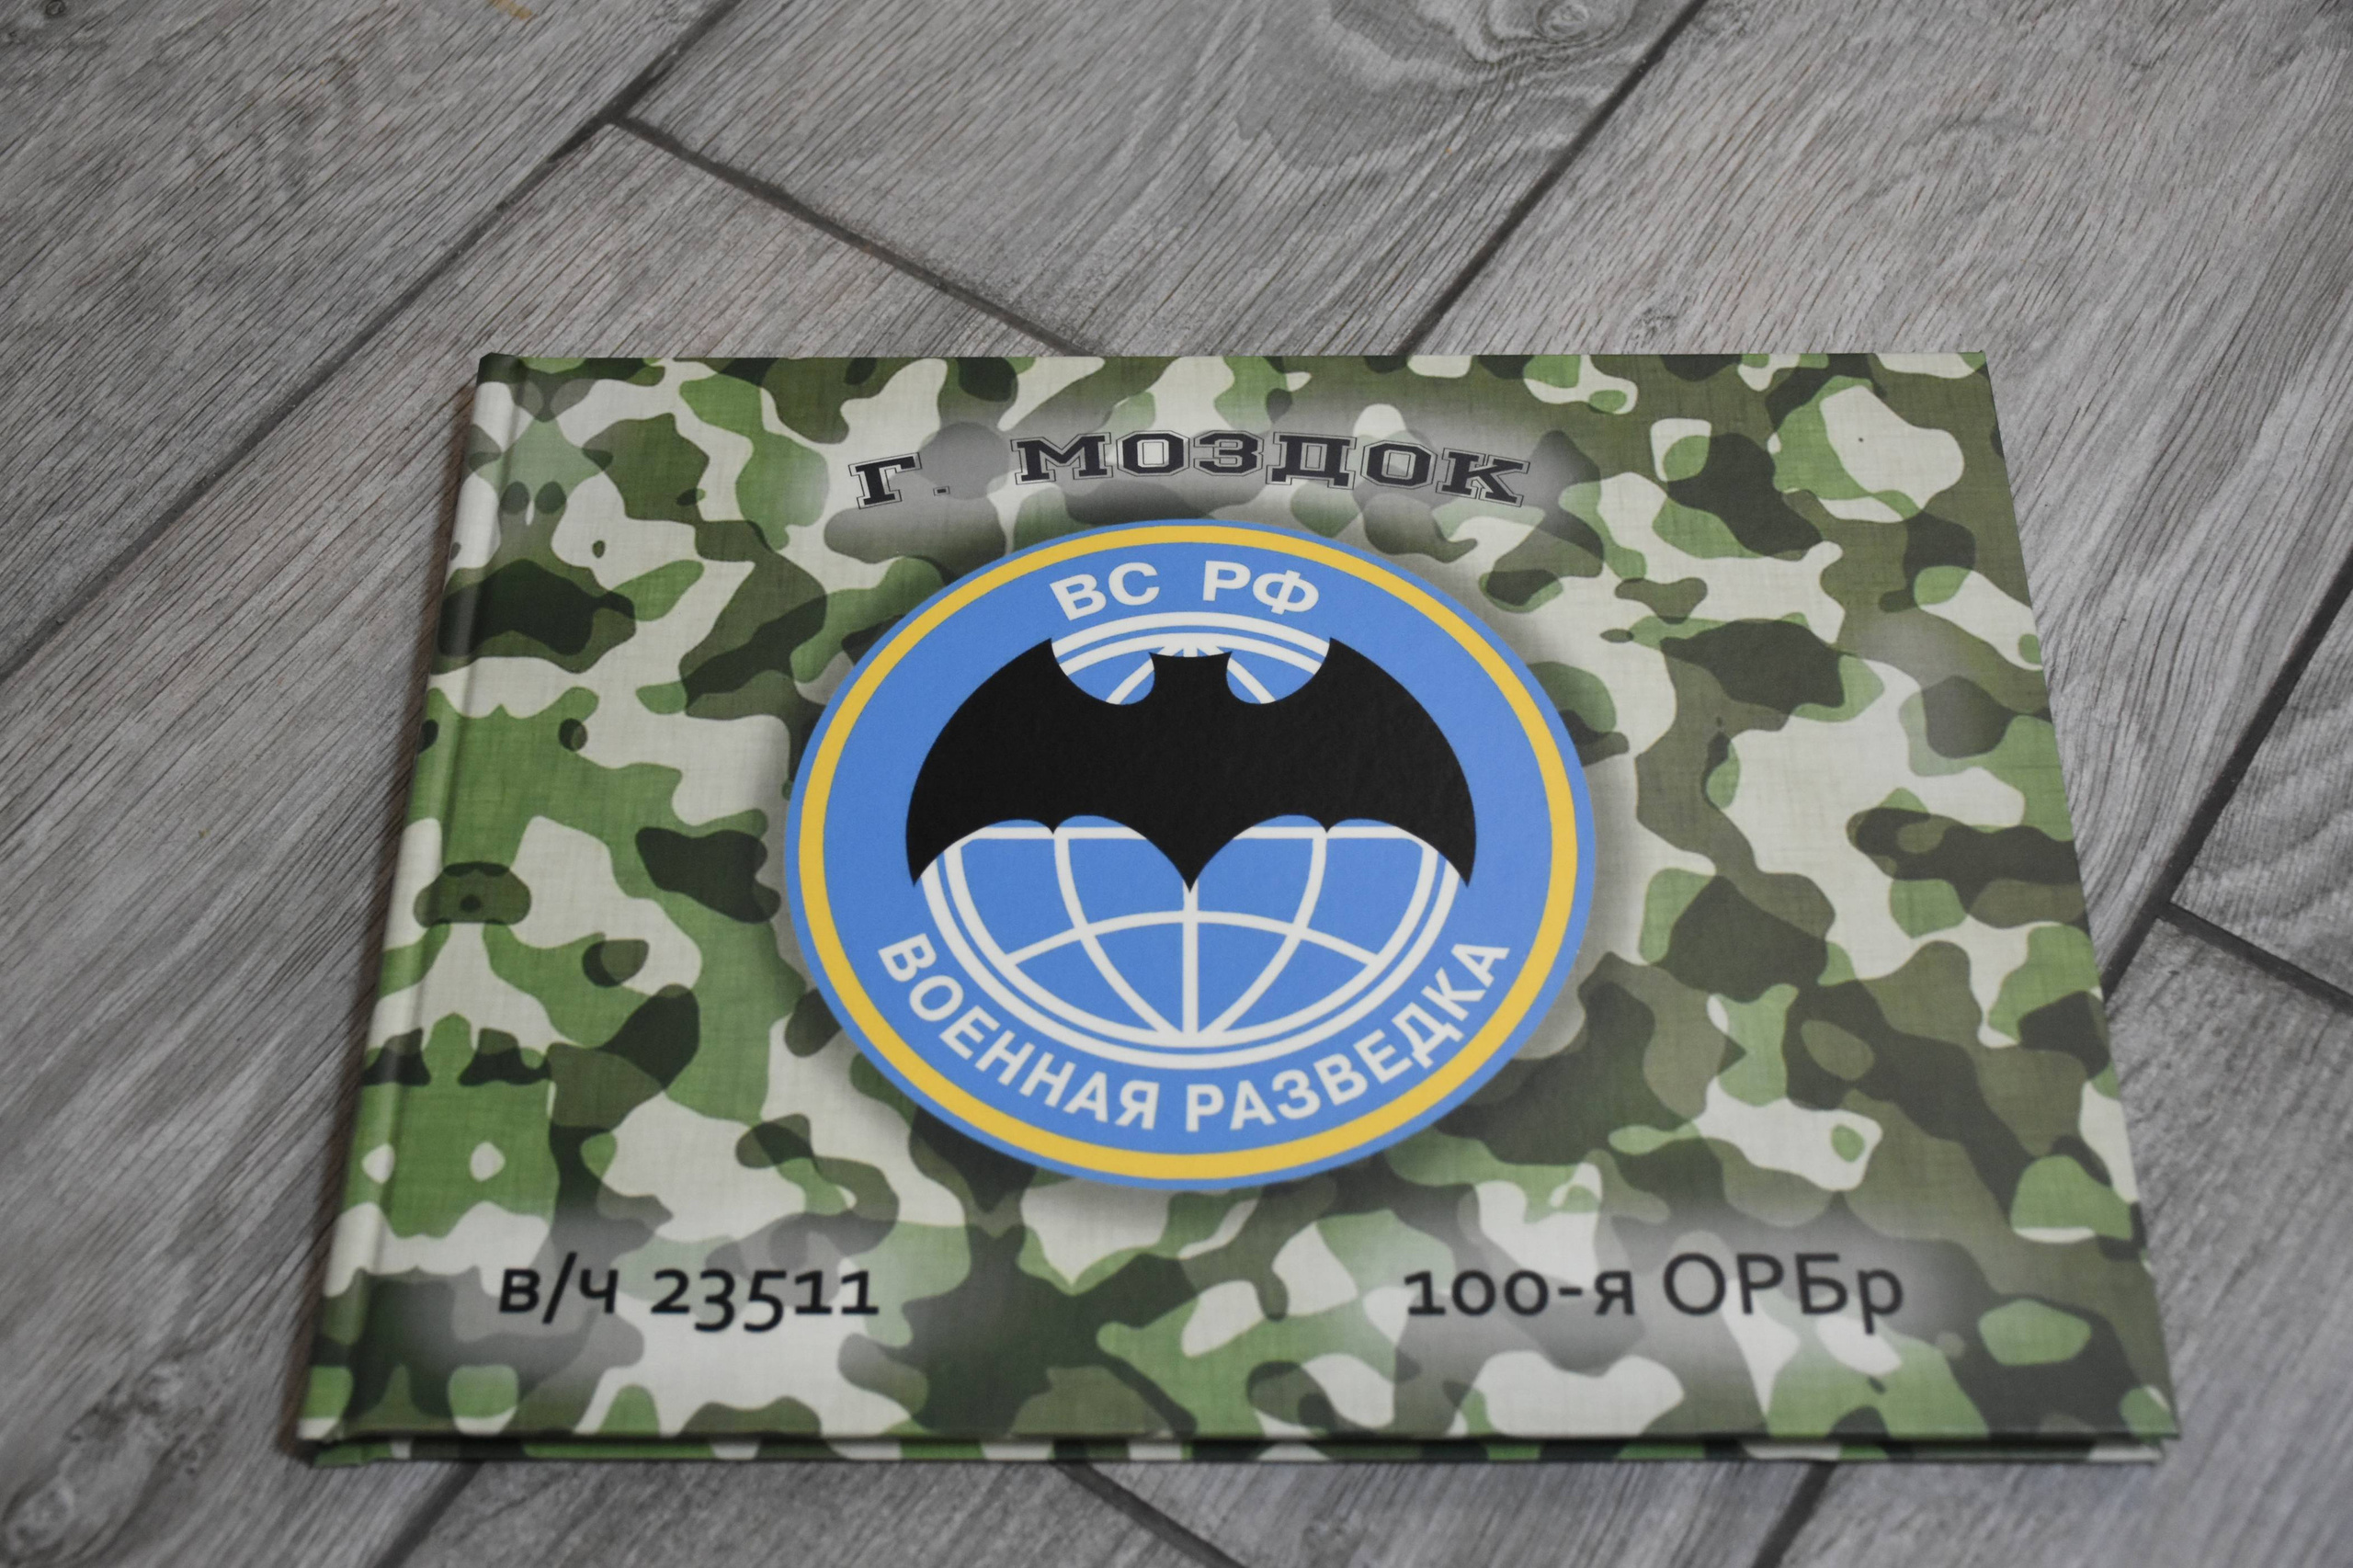 г. МОЗДОК
ВС РФ
ВОЕННАЯ РАЗВЕДКА
в/ч 23511
100-я ОРБр